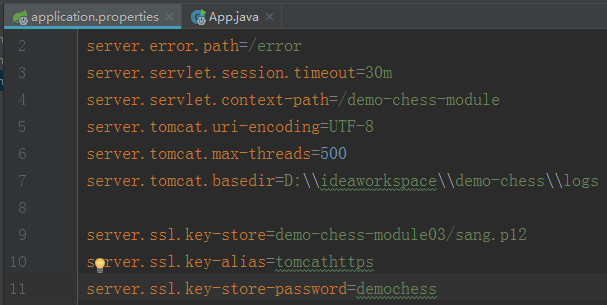 application.properties
App.java
2 server.error.path=/error
3 server.servlet.session.timeout=30m
4 server.servlet.context-path=/demo-chess-module
5 server.tomcat.uri-encoding=UTF-8
6 server.tomcat.max-threads=500
7 server.tomcat.basedir=D:\\ideaworkspace\\demo-chess\\logs
8
9 server.ssl.key-store=demo-chess-module03/sang.p12
10 server.ssl.key-alias=tomcathttps
11 server.ssl.key-store-password=demochess